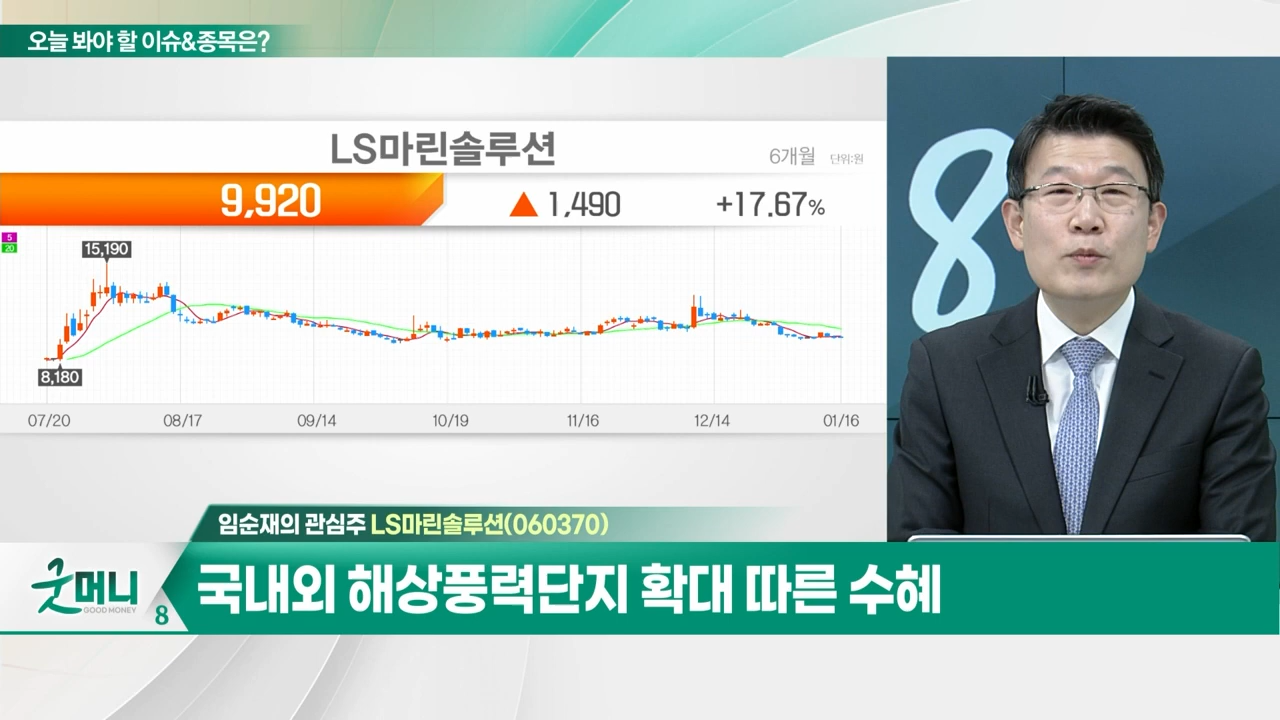 오늘 봐야 할 이슈&종목은?
LS마린솔루션
6개월 단위:원
9,920 ▲ 1,490 +17.67%
5
20
15,190
8,180
07/20 08/17 09/14 10/19 11/16 12/14 01/16
8
임순재의 관심주 LS마린솔루션(060370)
굿머니
GOOD MONEY
8
국내외 해상풍력단지 확대 따른 수혜